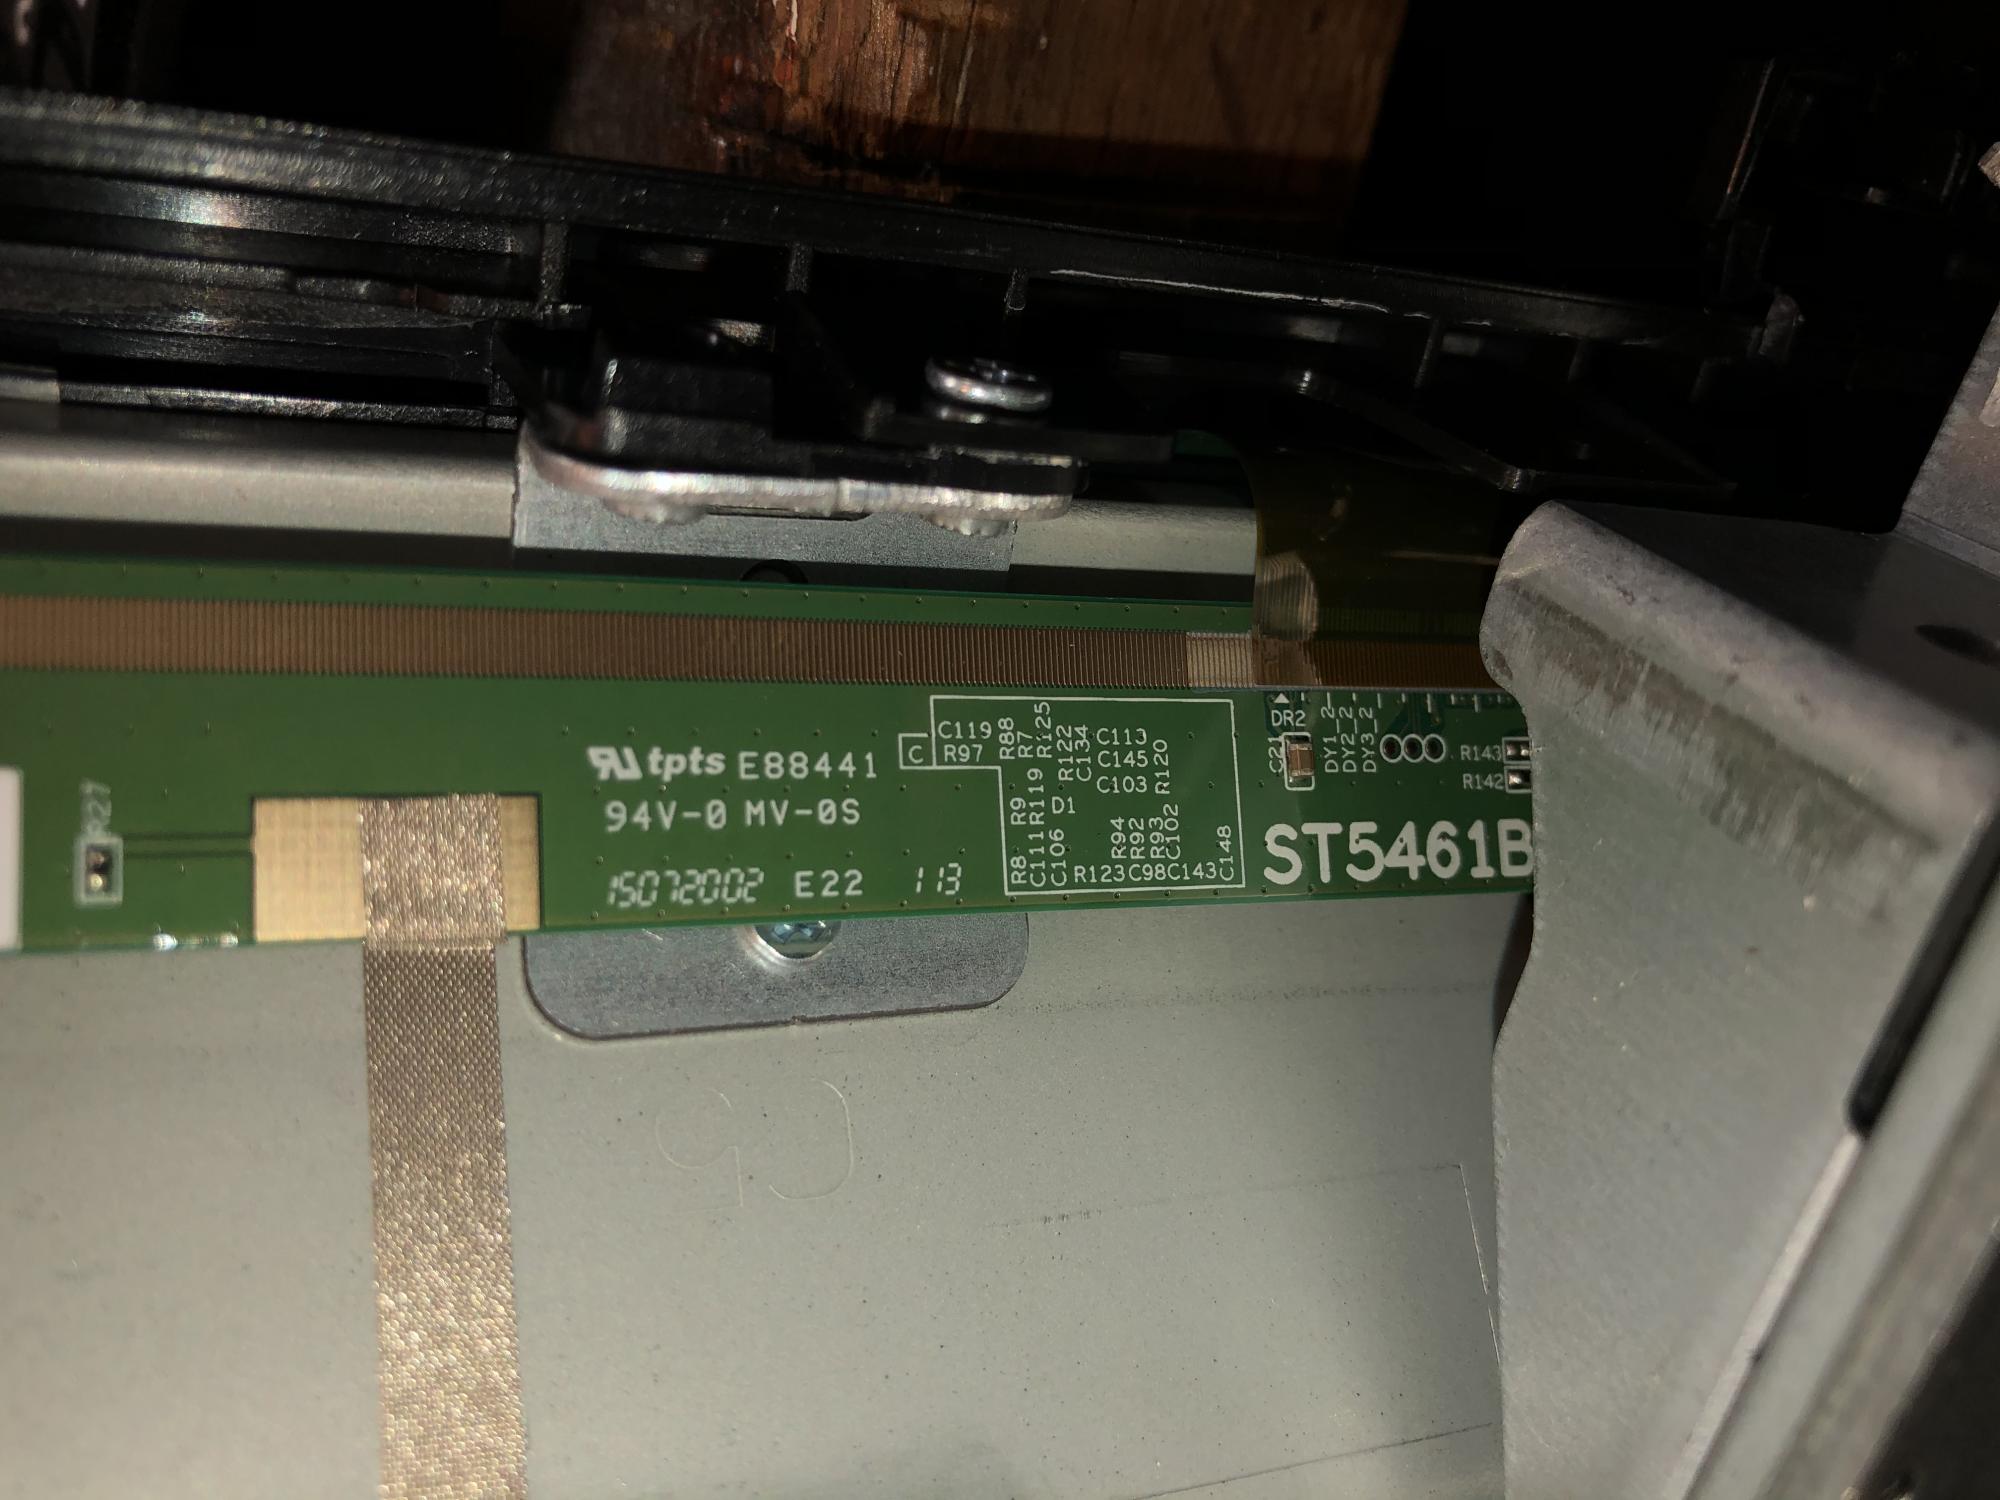 R27
tpts E88441
94V-0 MV-0S
15072002 E22 113
C
C119
R97
R88
R7
R125
R122
C134
C113
C145
C103
R120
R8 R9
C111 R119
C106 D1
R123
R94
R92
R93
C98
C102
C143
C148
DR2
DY1_2
DY2_2
DY3_2
R143
R142
ST5461B